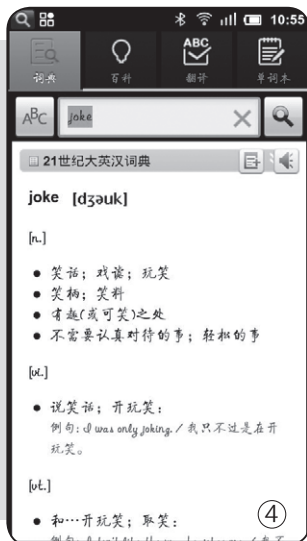 10:55
词典 百科 翻译 单词本
ABC
ABC joke
21世纪大英汉词典
joke [dʒəuk]
[n.]
● 笑话；戏谑；玩笑
● 笑柄；笑料
● 有趣(或可笑)之处
● 不需要认真对待的事；轻松的事
[vi.]
● 说笑话；开玩笑：
例句: I was only joking. / 我只不过是在开
玩笑。
[vt.]
● 和…开玩笑；取笑：
④